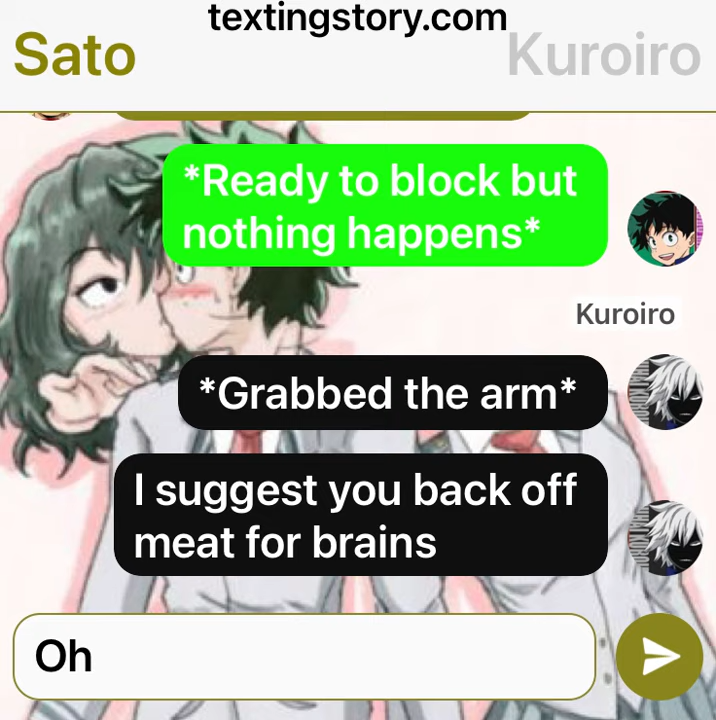 textingstory.com
Sato
Kuroiro
*Ready to block but
nothing happens*
Kuroiro
*Grabbed the arm*
I suggest you back off
meat for brains
Oh